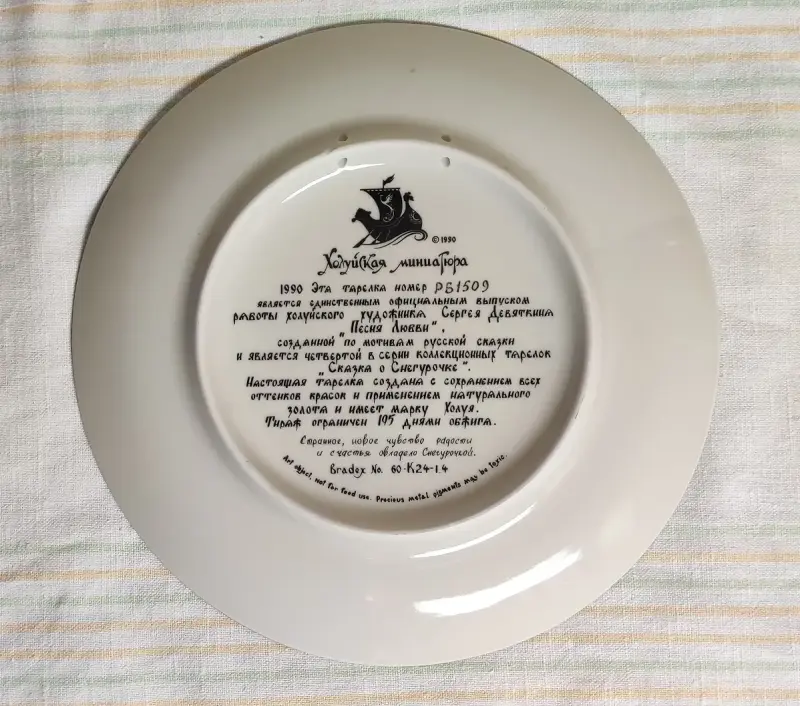 ©1990
Холуйская миниатюра
1990 Эта тарелка номер РБ1509
является единственным официальным выпуском
работы холуйского художника Сергея Девяткина
"Песня Любви",
созданной по мотивам русской сказки
и является четвертой в серии коллекционных тарелок
"Сказка о Снегурочке".
Настоящая тарелка создана с сохранением всех
оттенков красок и применением натурального
золота и имеет марку Холуя.
Тираж ограничен 195 днями обжига.
Странное, новое чувство радости
и счастья овладело Снегурочкой.
Bradex No. 60-K24-1.4
Art object, not for food use. Precious metal pigments may be toxic.